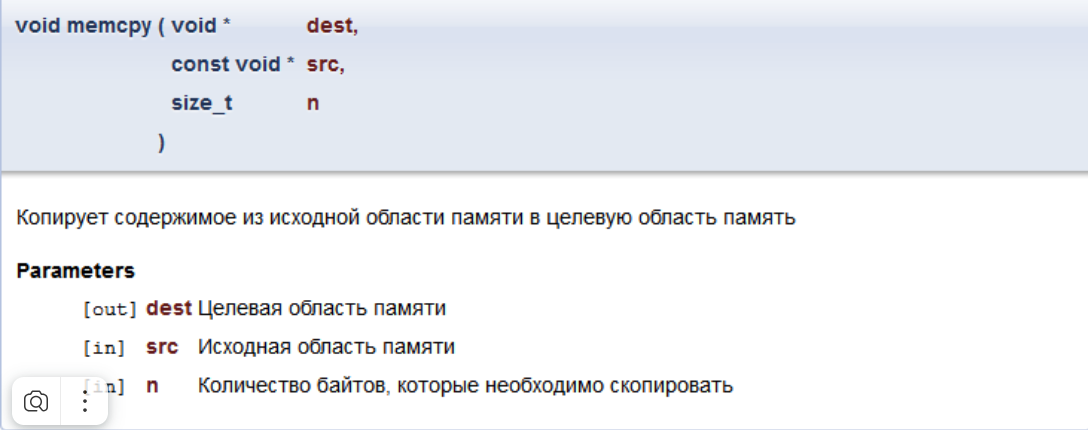 void memcpy ( void * dest,
const void * src,
size_t n
)
Копирует содержимое из исходной области памяти в целевую область память
Parameters
[out] dest Целевая область памяти
[in] src Исходная область памяти
[in] n Количество байтов, которые необходимо скопировать